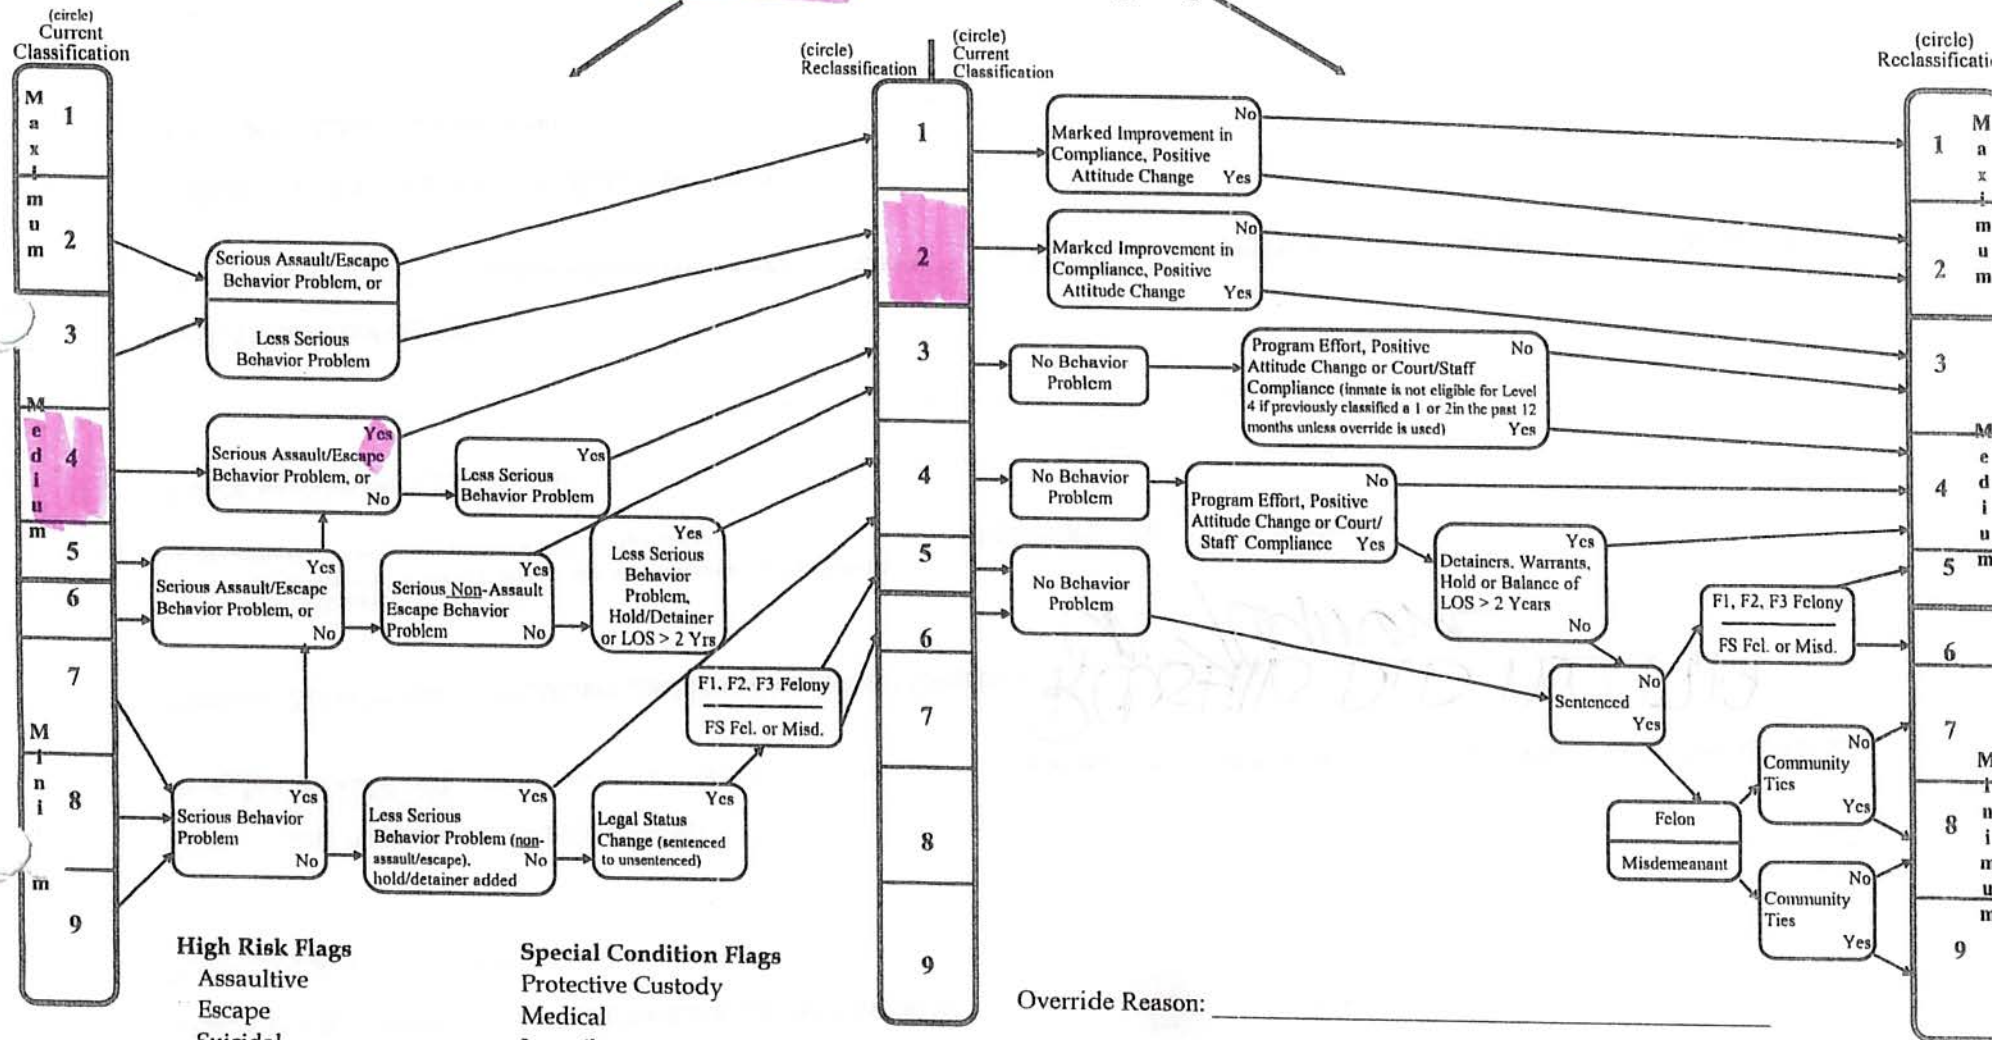 (circle)
Current
Classification
M
a
x
i
m
u
m
1
2
3
M
e
d
i
u
m
4
5
6
7
M
i
n
i
m
8
9
Serious Assault/Escape
Behavior Problem, or
Less Serious
Behavior Problem
Yes
Serious Assault/Escape
Behavior Problem, or
No
Yes
Less Serious
Behavior Problem
Yes
Serious Assault/Escape
Behavior Problem, or
No
Yes
Serious Non-Assault
Escape Behavior
Problem No
Yes
Less Serious
Behavior
Problem,
Hold/Detainer
or LOS > 2 Yrs
F1, F2, F3 Felony
FS Fel. or Misd.
Yes
Serious Behavior
Problem
No
Yes
Less Serious
Behavior Problem (non-
assault/escape), No
hold/detainer added
Yes
Legal Status
Change (sentenced
to unsentenced)
High Risk Flags
Assaultive
Escape
Suicidal
Special Condition Flags
Protective Custody
Medical
(circle)
Reclassification
(circle)
Current
Classification
1
2
3
4
5
6
7
8
9
No
Marked Improvement in
Compliance, Positive
Attitude Change Yes
No
Marked Improvement in
Compliance, Positive
Attitude Change Yes
No Behavior
Problem
Program Effort, Positive No
Attitude Change or Court/Staff
Compliance (inmate is not eligible for Level
4 if previously classified a 1 or 2in the past 12
months unless override is used) Yes
No Behavior
Problem
No
Program Effort, Positive
Attitude Change or Court/
Staff Compliance Yes
No Behavior
Problem
Yes
Detainers, Warrants,
Hold or Balance of
LOS > 2 Years
No
F1, F2, F3 Felony
FS Fel. or Misd.
No
Sentenced
Yes
Felon
Misdemeanant
No
Community
Ties
Yes
No
Community
Ties
Yes
Override Reason:
(circle)
Reclassificati
1
2
3
4
5
6
7
8
9
M
a
x
i
m
u
m
M
e
d
i
u
m
M
i
n
i
m
u
m